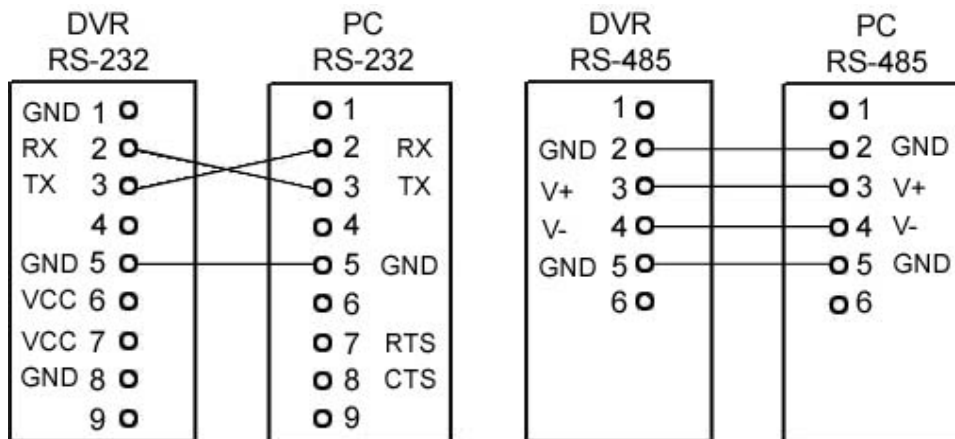 DVR PC DVR PC
RS-232 RS-232 RS-485 RS-485
GND 1 1 1 1
RX 2 2 RX GND 2 2 GND
TX 3 3 TX V+ 3 3 V+
4 4 V- 4 4 V-
GND 5 5 GND GND 5 5 GND
VCC 6 6 6 6
VCC 7 7 RTS
GND 8 8 CTS
9 9